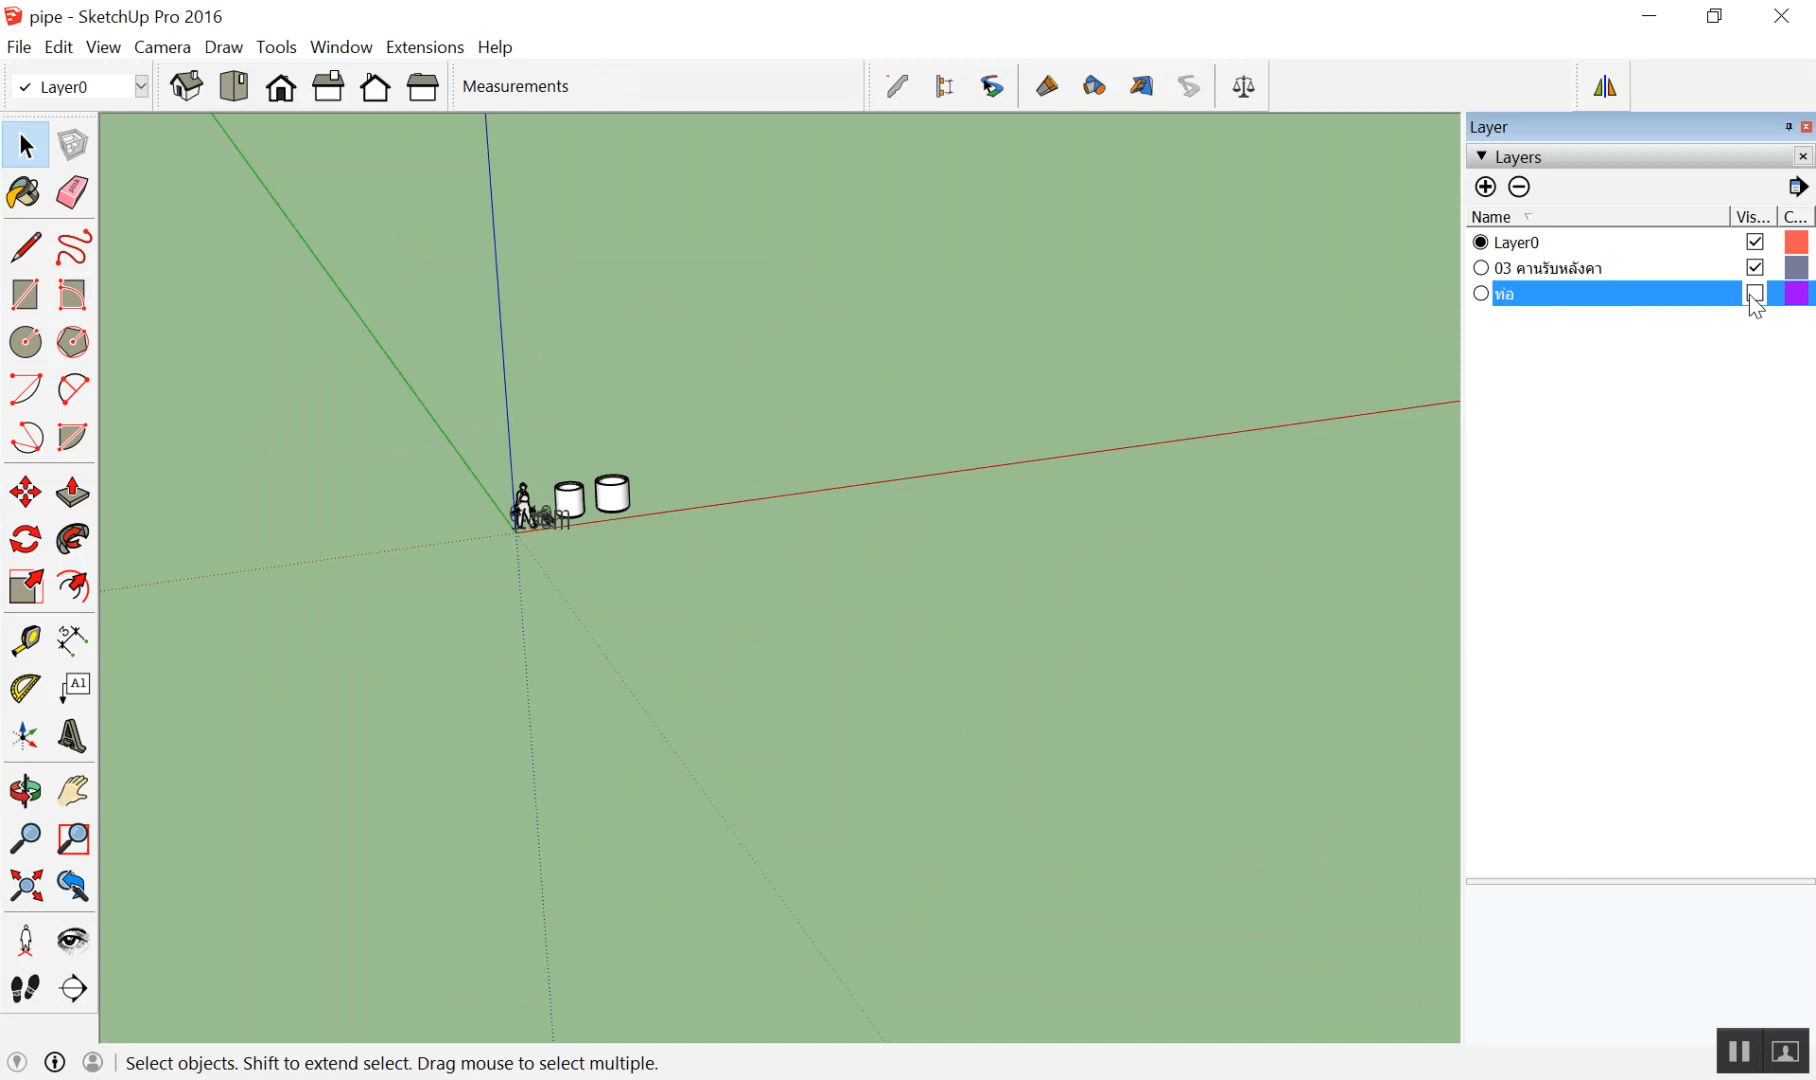 pipe - SketchUp Pro 2016
File Edit View Camera Draw Tools Window Extensions Help
Layer0
Measurements
Layer
Layers
Name Vis... C...
Layer0
03 คานรับหลังคา
ท่อ
A1
Select objects. Shift to extend select. Drag mouse to select multiple.